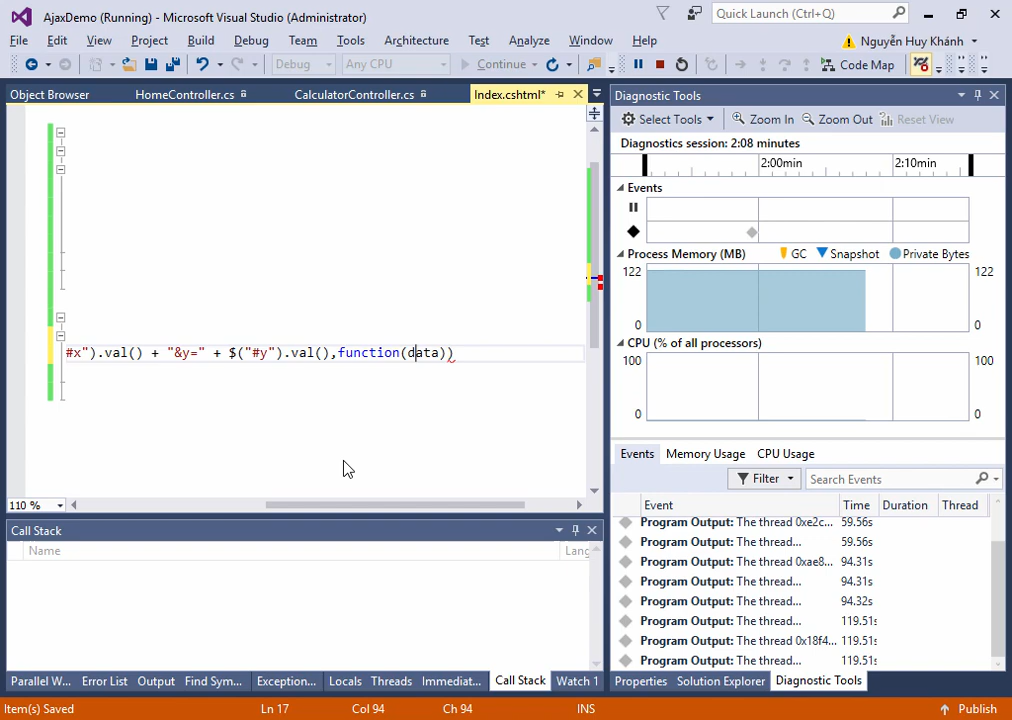 AjaxDemo (Running) - Microsoft Visual Studio (Administrator)
Quick Launch (Ctrl+Q)
File Edit View Project Build Debug Team Tools Architecture Test Analyze Window Help
Nguyễn Huy Khánh
Debug Any CPU Continue Code Map
Object Browser HomeController.cs CalculatorController.cs Index.cshtml*
#x").val() + "&y=" + $("#y").val(),function(data))
110 %
Call Stack
Name Lang
Parallel W... Error List Output Find Sym... Exception... Locals Threads Immediat... Call Stack Watch 1
Diagnostic Tools
Select Tools Zoom In Zoom Out Reset View
Diagnostics session: 2:08 minutes
2:00min 2:10min
Events
Process Memory (MB) GC Snapshot Private Bytes
122 122
0 0
CPU (% of all processors)
100 100
0 0
Events Memory Usage CPU Usage
Filter Search Events
Event Time Duration Thread
Program Output: The thread 0xe2c... 59.56s
Program Output: The thread... 59.56s
Program Output: The thread 0xae8... 94.31s
Program Output: The thread... 94.31s
Program Output: The thread... 94.32s
Program Output: The thread... 119.51s
Program Output: The thread 0x18f4... 119.51s
Program Output: The thread... 119.51s
Properties Solution Explorer Diagnostic Tools
Item(s) Saved Ln 17 Col 94 Ch 94 INS Publish